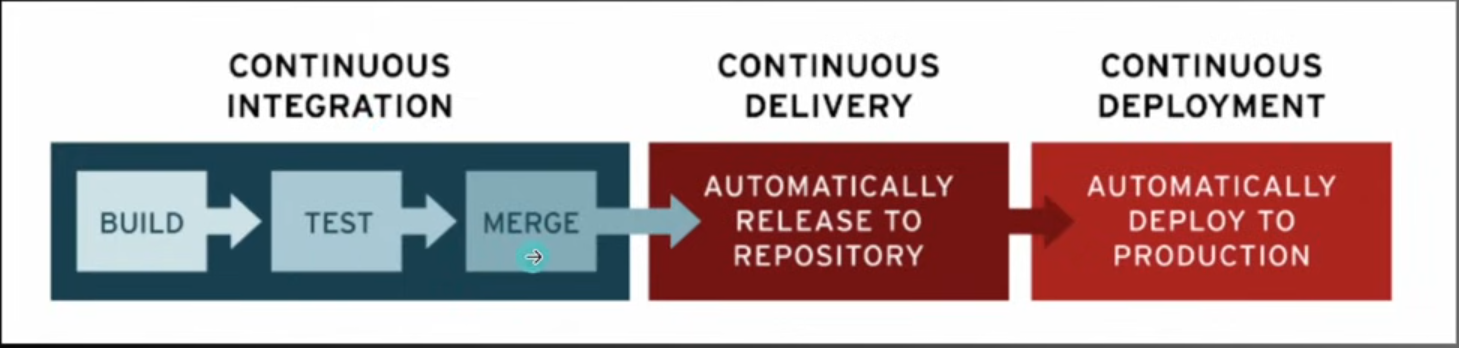 CONTINUOUS
INTEGRATION
BUILD
TEST
MERGE
CONTINUOUS
DELIVERY
AUTOMATICALLY
RELEASE TO
REPOSITORY
CONTINUOUS
DEPLOYMENT
AUTOMATICALLY
DEPLOY TO
PRODUCTION